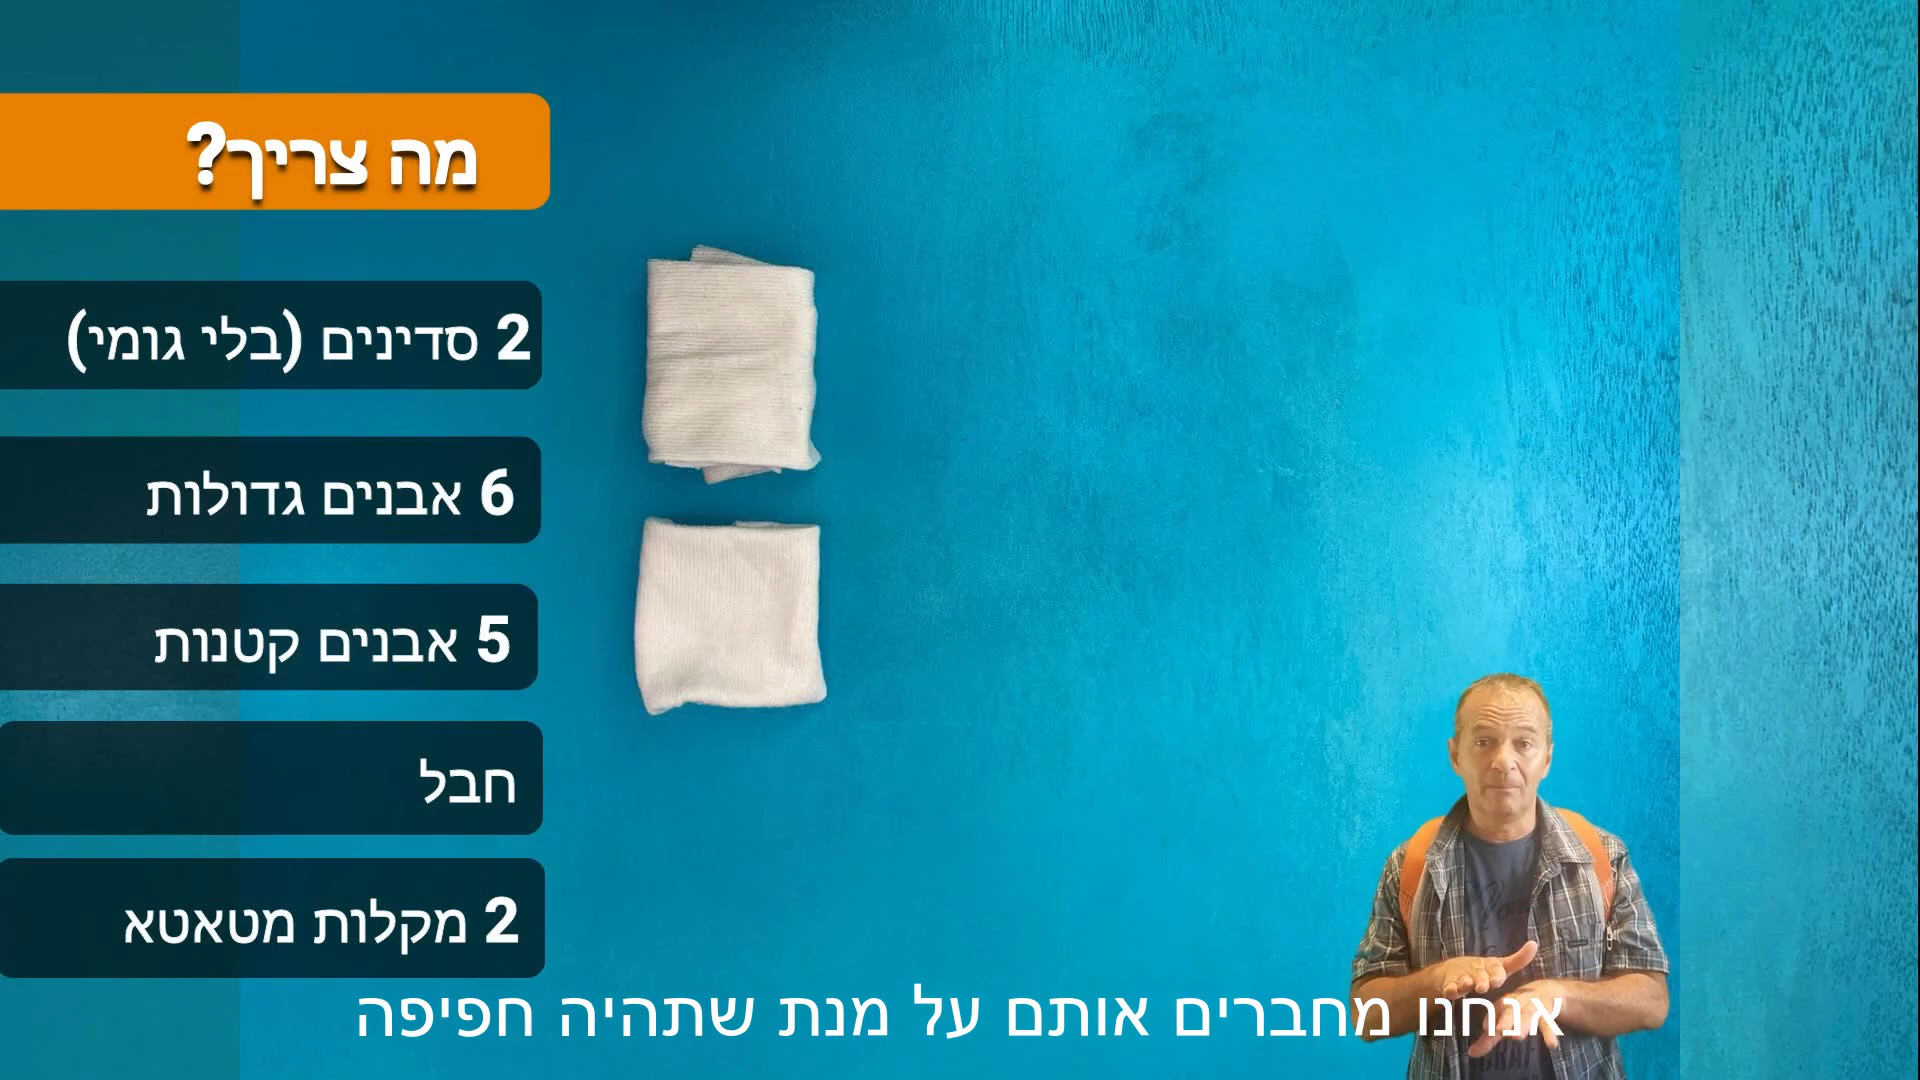 מה צריך?
2 סדינים (בלי גומי)
6 אבנים גדולות
5 אבנים קטנות
חבל
2 מקלות מטאטא
אנחנו מחברים אותם על מנת שתהיה חפיפה